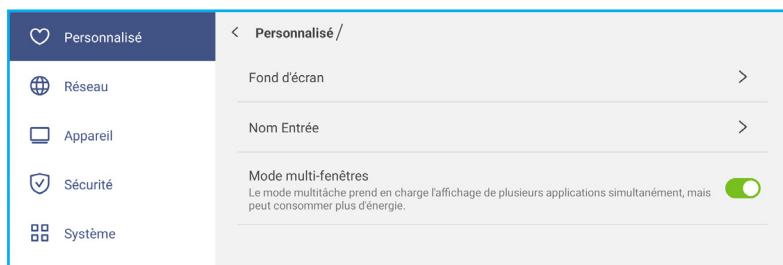 Personnalisé
Réseau
Appareil
Sécurité
Système
Personnalisé /
Fond d'écran
Nom Entrée
Mode multi-fenêtres
Le mode multitâche prend en charge l'affichage de plusieurs applications simultanément, mais
peut consommer plus d'énergie.